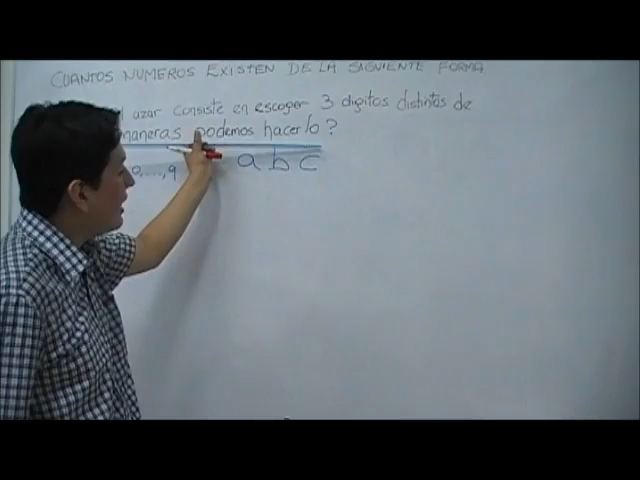 CUANTOS NUMEROS EXISTEN DE LA SIGUIENTE FORMA
al azar consiste en escoger 3 digitos distintos de
maneras podemos hacerlo?
0,....,9 a b c